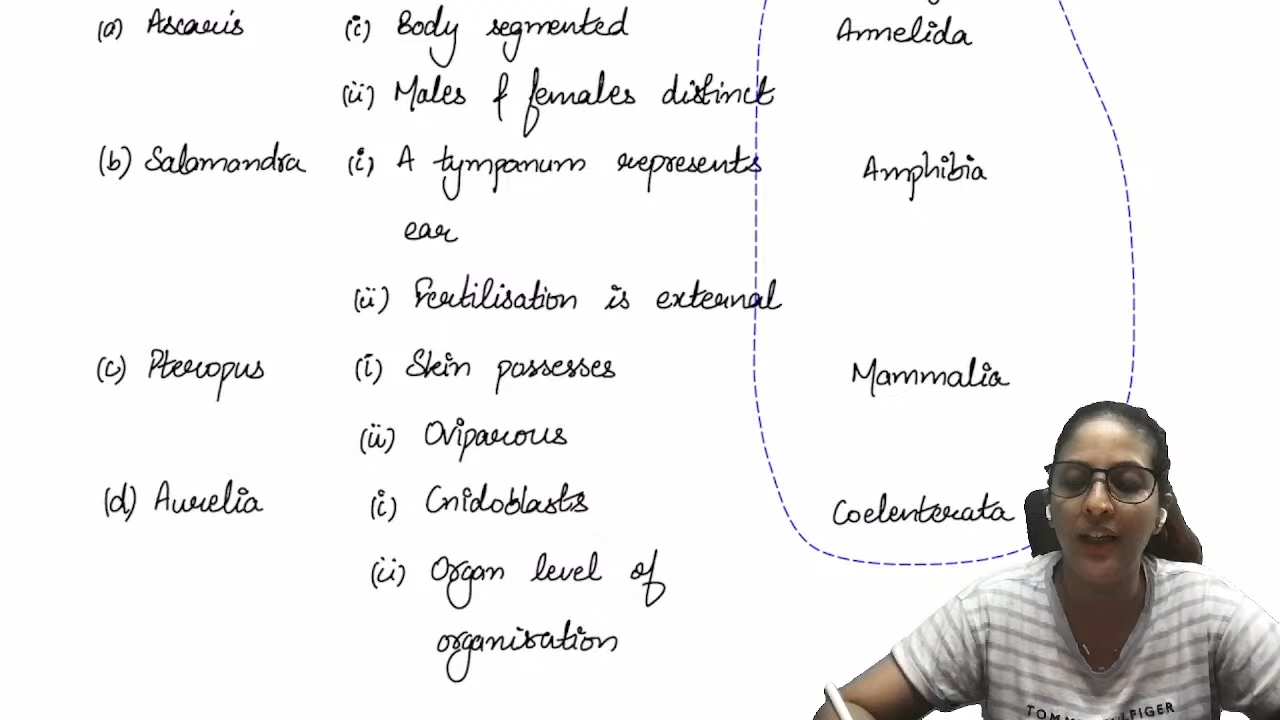 (a) Ascaris (i) Body segmented Annelida
(ii) Males & females distinct
(b) Salamandra (i) A tympanum represents Amphibia
ear
(ii) Fertilisation is external
(c) Pteropus (i) Skin possesses Mammalia
(ii) Oviparous
(d) Aurelia (i) Cnidoblasts Coelenterata
(ii) Organ level of
organisation